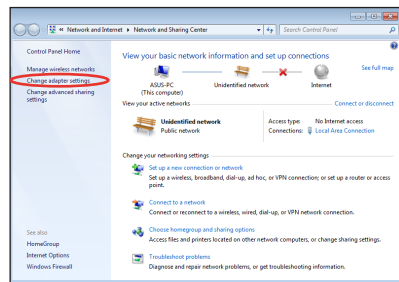 « Network and Internet ▸ Network and Sharing Center
Search Control Panel
Control Panel Home
Manage wireless networks
Change adapter settings
Change advanced sharing
settings
See also
HomeGroup
Internet Options
Windows Firewall
View your basic network information and set up connections
See full map
ASUS-PC
(This computer)
Unidentified network
Internet
View your active networks
Connect or disconnect
Unidentified network
Public network
Access type: No Internet access
Connections: Local Area Connection
Change your networking settings
Set up a new connection or network
Set up a wireless, broadband, dial-up, ad hoc, or VPN connection; or set up a router or access
point.
Connect to a network
Connect or reconnect to a wireless, wired, dial-up, or VPN network connection.
Choose homegroup and sharing options
Access files and printers located on other network computers, or change sharing settings.
Troubleshoot problems
Diagnose and repair network problems, or get troubleshooting information.